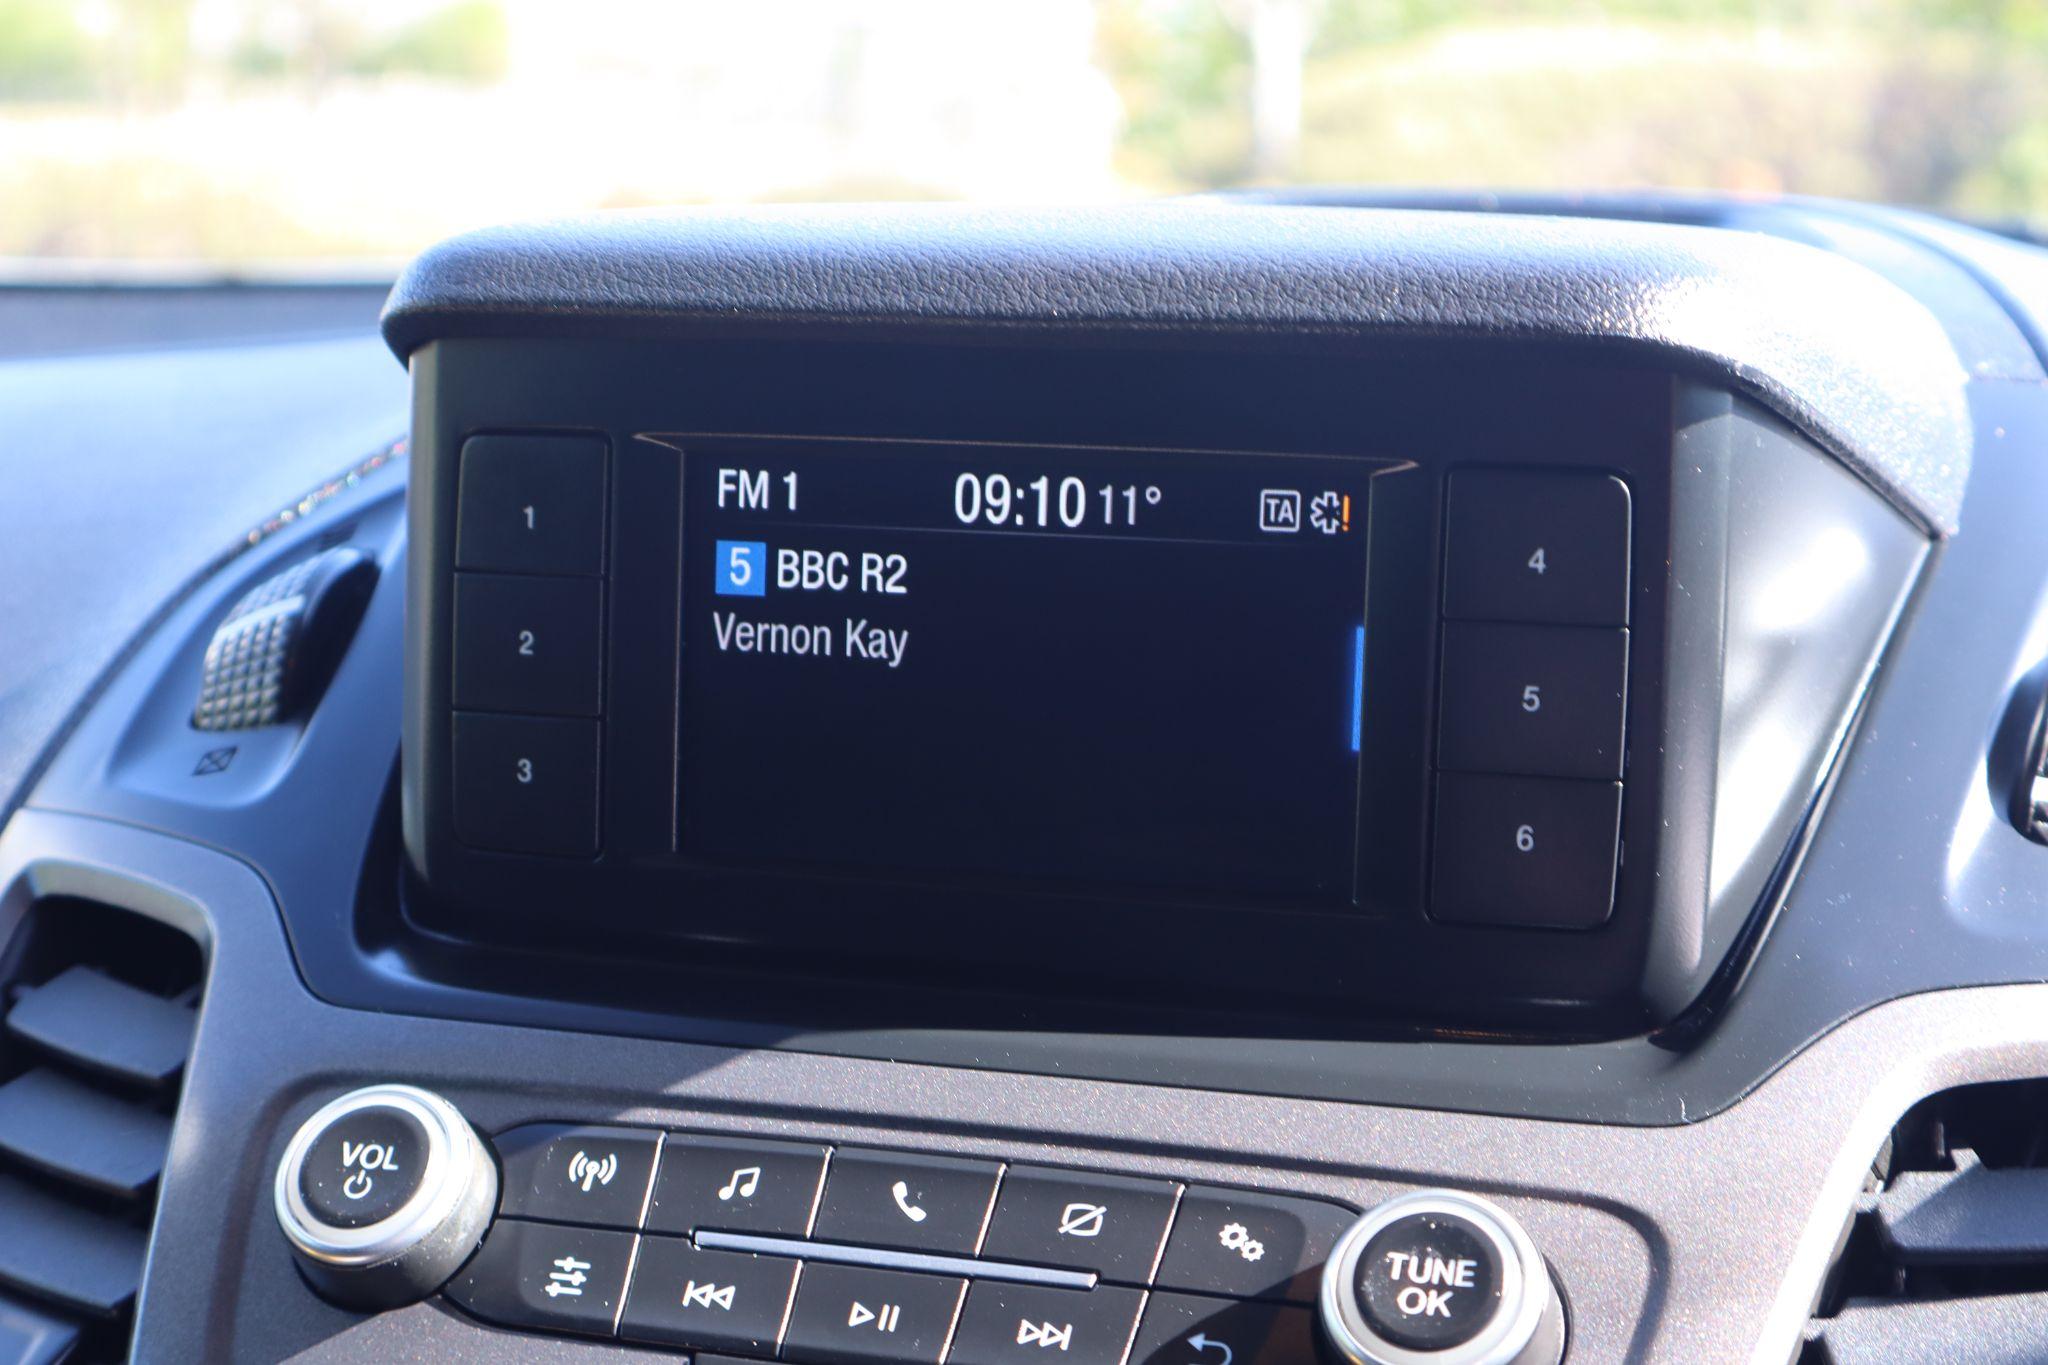 FM 1 09:10 11° TA
5 BBC R2
Vernon Kay
1
2
3
4
5
6
VOL
TUNE
OK